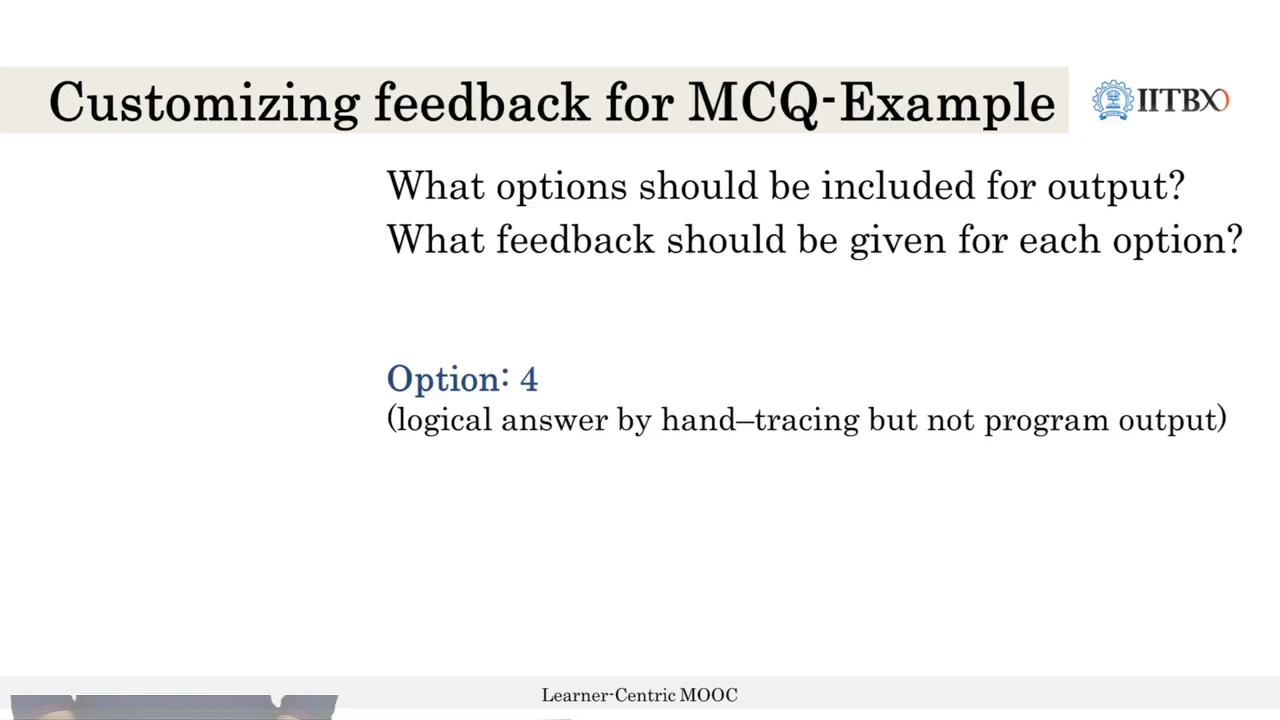 Customizing feedback for MCQ-Example
IITBX
What options should be included for output?
What feedback should be given for each option?
Option: 4
(logical answer by hand–tracing but not program output)
Learner-Centric MOOC